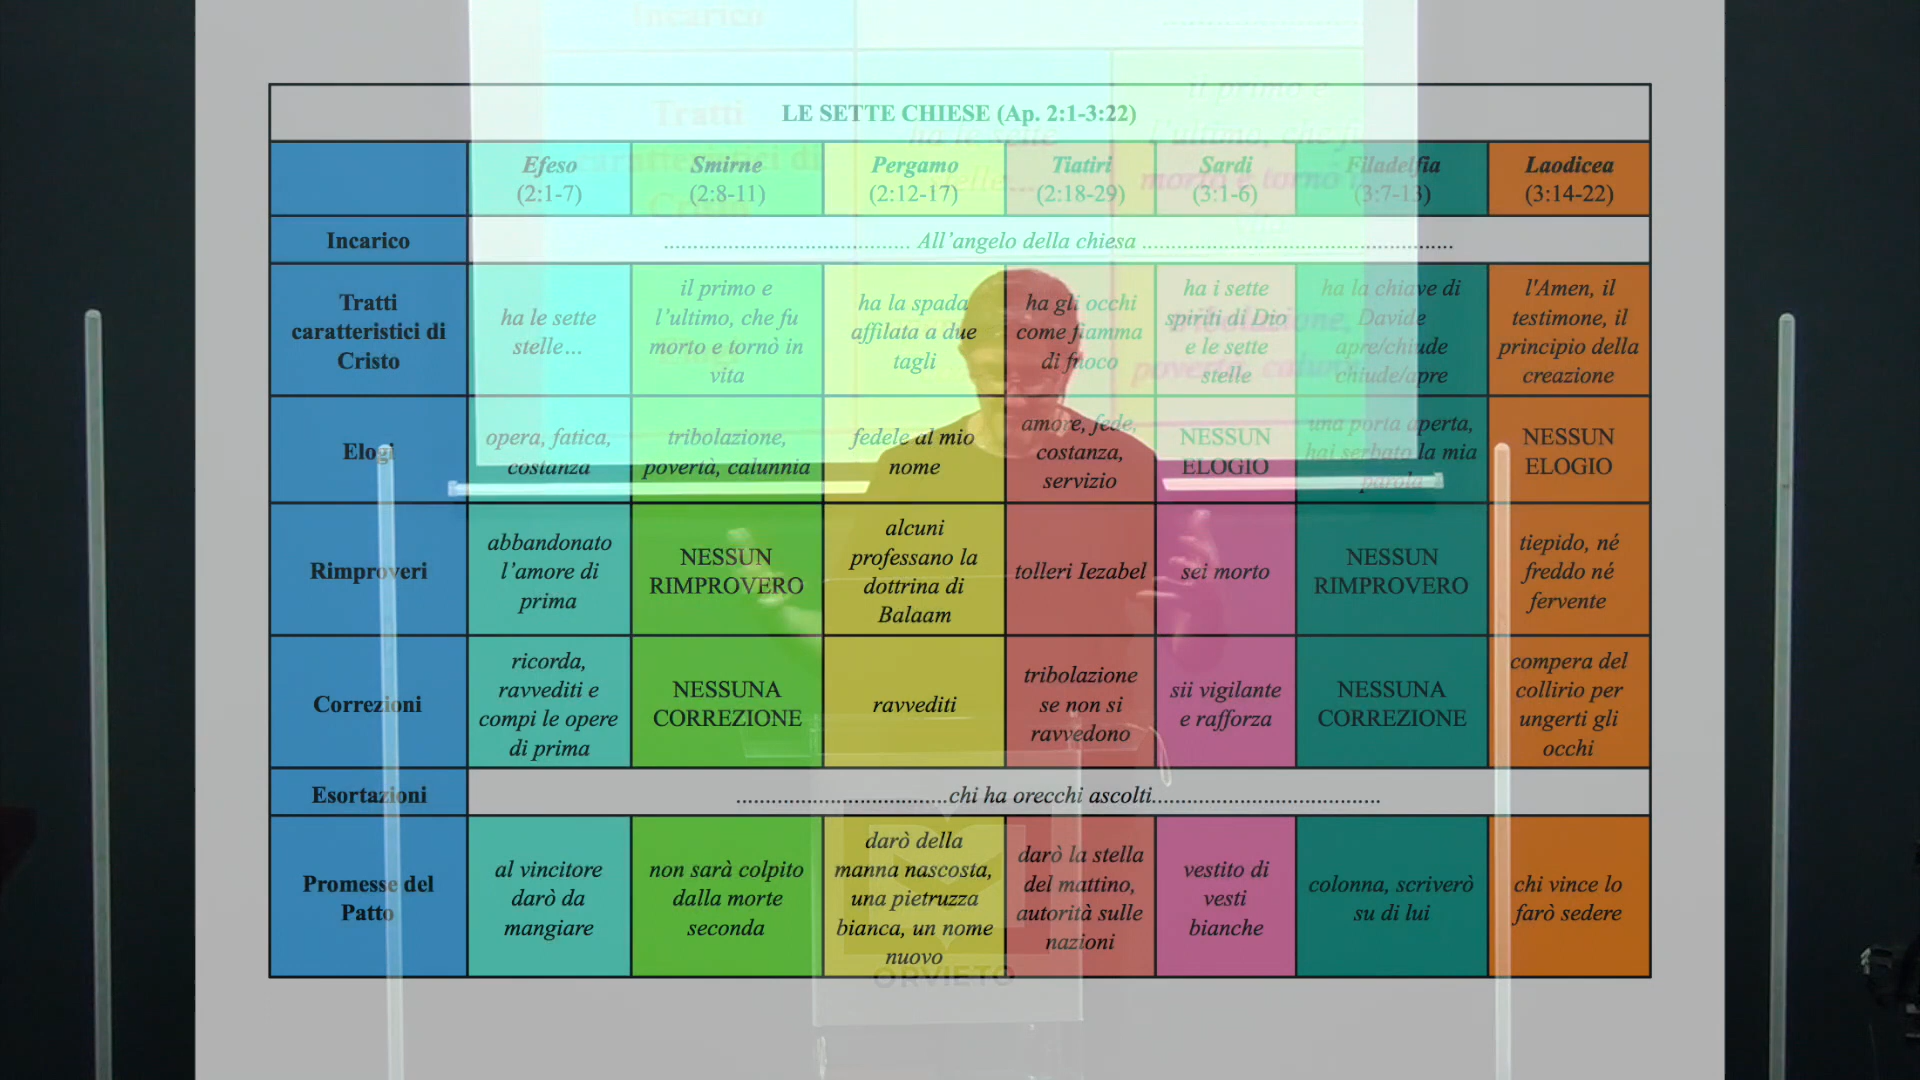 LE SETTE CHIESE (Ap. 2:1-3:22)
Efeso
(2:1-7)
Smirne
(2:8-11)
Pergamo
(2:12-17)
Tiatiri
(2:18-29)
Sardi
(3:1-6)
Filadelfia
(3:7-13)
Laodicea
(3:14-22)
Incarico
All’angelo della chiesa
Tratti
caratteristici di
Cristo
ha le sette
stelle…
il primo e
l’ultimo, che fu
morto e tornò in
vita
ha la spada
affilata a due
tagli
ha gli occhi
come fiamma
di fuoco
ha i sette
spiriti di Dio
e le sette
stelle
ha la chiave di
Davide
apre/chiude
chiude/apre
l'Amen, il
testimone, il
principio della
creazione
Elogi
opera, fatica,
costanza
tribolazione,
povertà, calunnia
fedele al mio
nome
amore, fede,
costanza,
servizio
NESSUN
ELOGIO
una porta aperta,
hai serbato la mia
parola
NESSUN
ELOGIO
Rimproveri
abbandonato
l’amore di
prima
NESSUN
RIMPROVERO
alcuni
professano la
dottrina di
Balaam
tolleri Iezabel
sei morto
NESSUN
RIMPROVERO
tiepido, né
freddo né
fervente
Correzioni
ricorda,
ravvediti e
compi le opere
di prima
NESSUNA
CORREZIONE
ravvediti
tribolazione
se non si
ravvedono
sii vigilante
e rafforza
NESSUNA
CORREZIONE
compera del
collirio per
ungerti gli
occhi
Esortazioni
chi ha orecchi ascolti
Promesse del
Patto
al vincitore
darò da
mangiare
non sarà colpito
dalla morte
seconda
darò della
manna nascosta,
una pietruzza
bianca, un nome
nuovo
darò la stella
del mattino,
autorità sulle
nazioni
vestito di
vesti
bianche
colonna, scriverò
su di lui
chi vince lo
farò sedere
ORVIETO